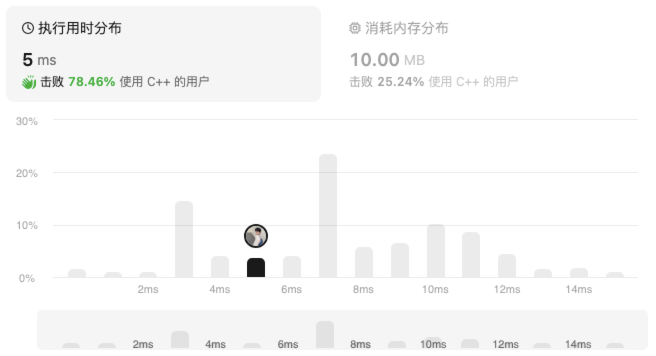 执行用时分布
5 ms
击败 78.46% 使用 C++ 的用户
消耗内存分布
10.00 MB
击败 25.24% 使用 C++ 的用户
30%
20%
10%
0%
2ms 4ms 6ms 8ms 10ms 12ms 14ms
2ms 4ms 6ms 8ms 10ms 12ms 14ms